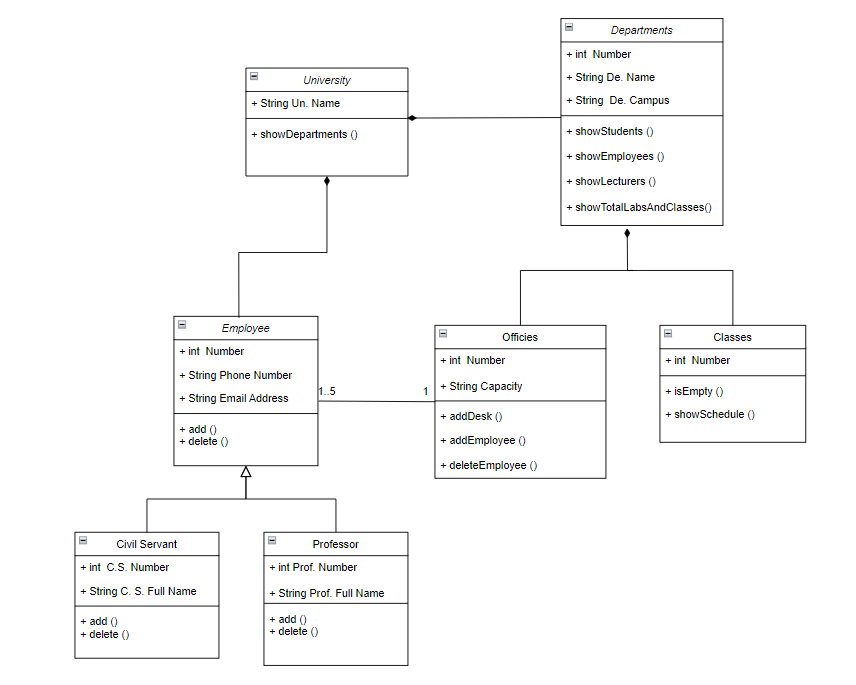 Departments
+ int  Number
+ String De. Name
+ String  De. Campus
+ showStudents ()
+ showEmployees ()
+ showLecturers ()
+ showTotalLabsAndClasses()
University
+ String Un. Name
+ showDepartments ()
Employee
+ int  Number
+ String Phone Number
+ String Email Address
+ add ()
+ delete ()
1..5
1
Officies
+ int  Number
+ String Capacity
+ addDesk ()
+ addEmployee ()
+ deleteEmployee ()
Classes
+ int  Number
+ isEmpty ()
+ showSchedule ()
Civil Servant
+ int  C.S. Number
+ String C. S. Full Name
+ add ()
+ delete ()
Professor
+ int Prof. Number
+ String Prof. Full Name
+ add ()
+ delete ()